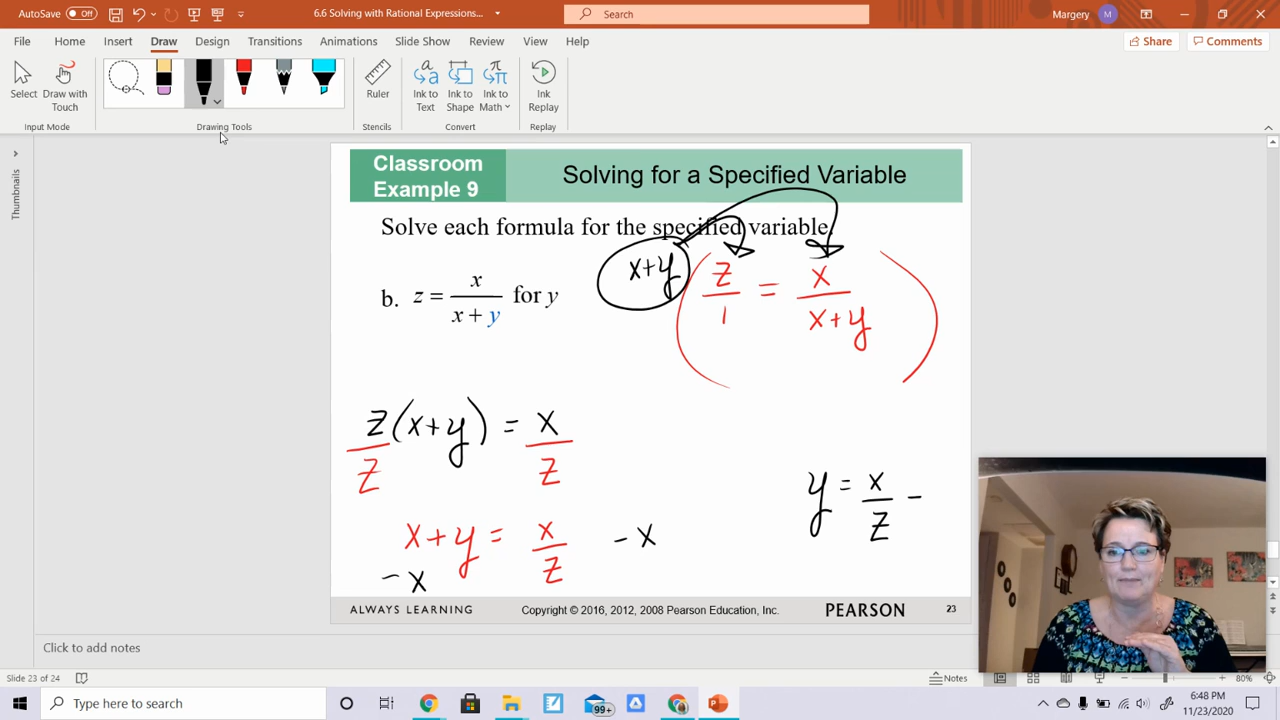 AutoSave Off 6.6 Solving with Rational Expressions... Search Margery M
File Home Insert Draw Design Transitions Animations Slide Show Review View Help Share Comments
Select Draw with Touch Ruler Ink to Text Ink to Shape Ink to Math Ink Replay
Input Mode Drawing Tools Stencils Convert Replay
Thumbnails
Classroom Example 9
Solving for a Specified Variable
Solve each formula for the specified variable.
b. z = x / (x + y) for y
x+y ( z/1 = x/(x+y) )
z(x+y) = x
z z
x+y = x/z - x
- x
y = x/z -
ALWAYS LEARNING Copyright © 2016, 2012, 2008 Pearson Education, Inc. PEARSON 23
Click to add notes
Slide 23 of 24 Notes 80%
Type here to search 99+ 6:48 PM
11/23/2020